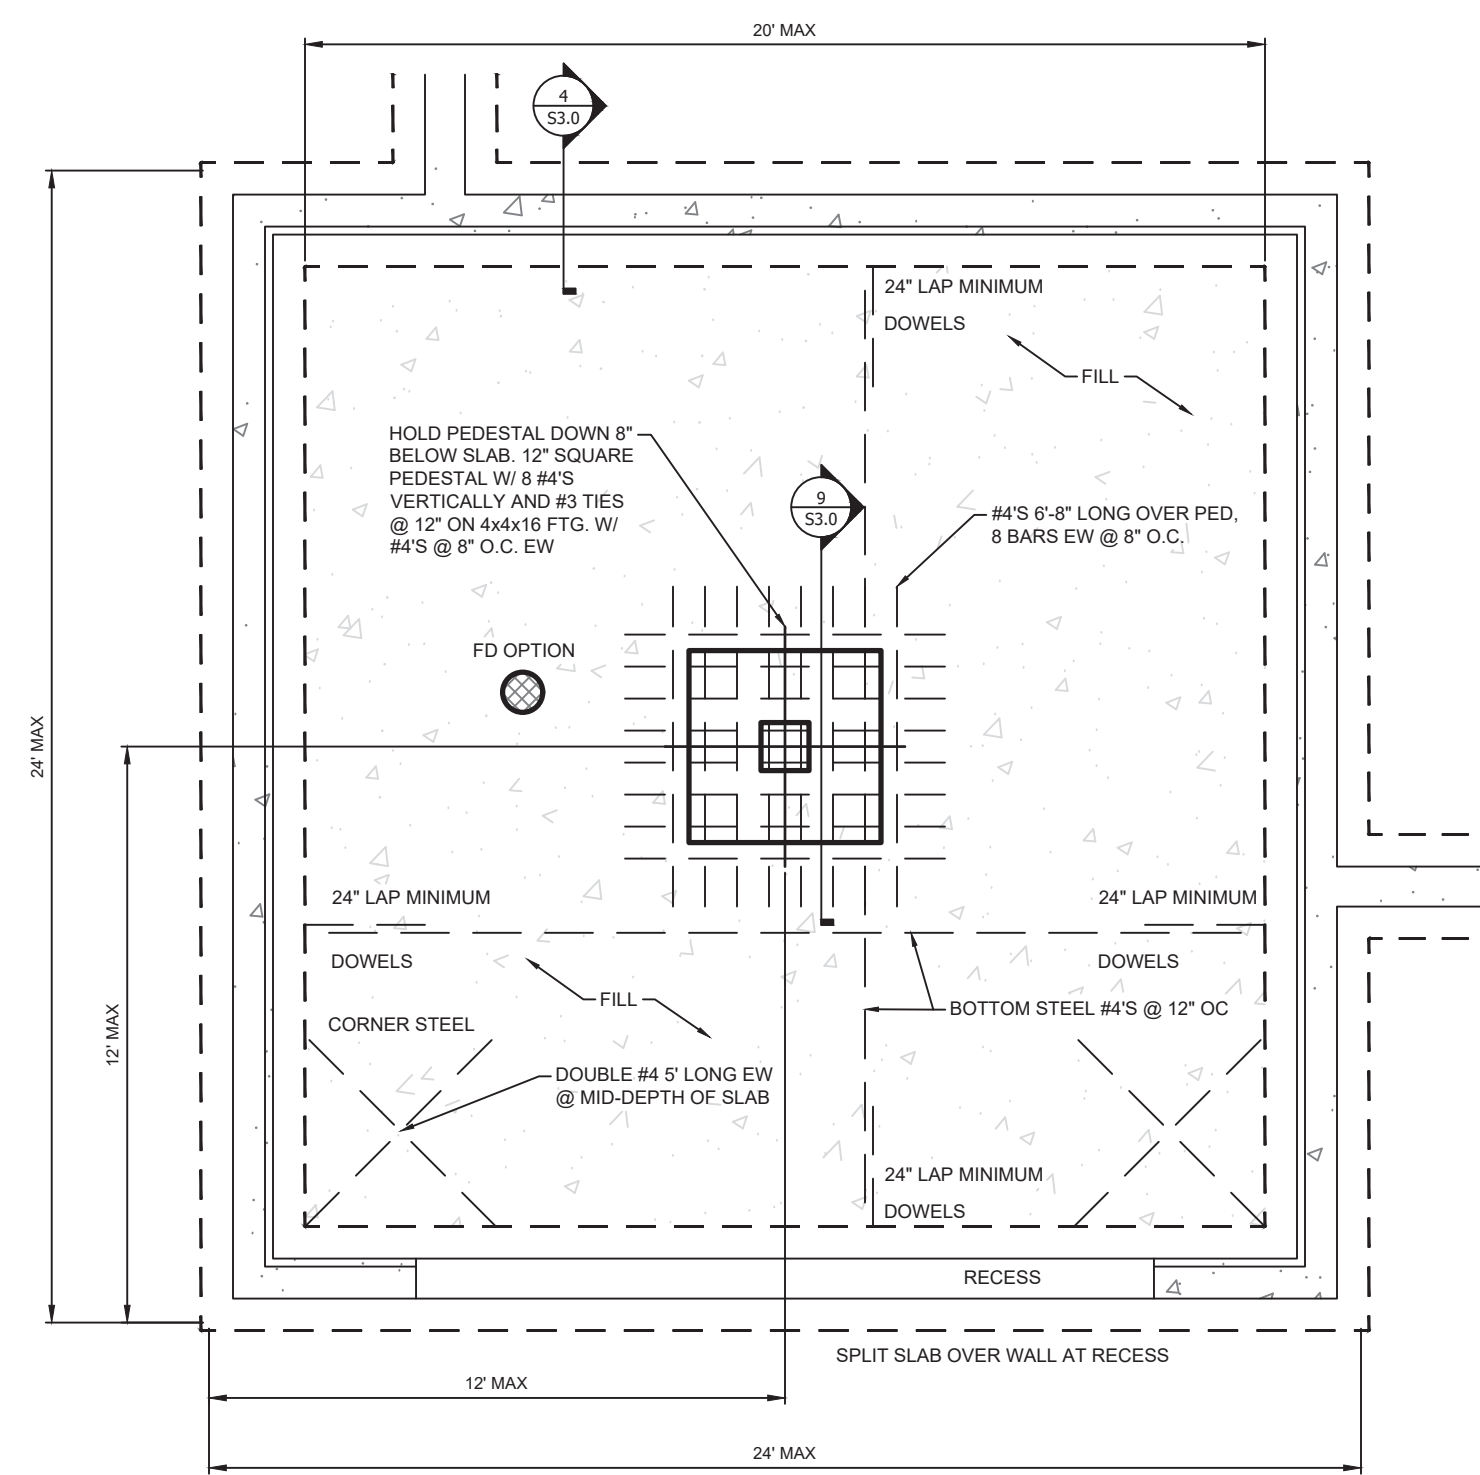 20' MAX
4
S3.0
24" LAP MINIMUM
DOWELS
FILL
HOLD PEDESTAL DOWN 8"
BELOW SLAB. 12" SQUARE
PEDESTAL W/ 8 #4'S
VERTICALLY AND #3 TIES
@ 12" ON 4x4x16 FTG. W/
#4'S @ 8" O.C. EW
9
S3.0
#4'S 6'-8" LONG OVER PED,
8 BARS EW @ 8" O.C.
FD OPTION
24' MAX
24" LAP MINIMUM
24" LAP MINIMUM
DOWELS
DOWELS
FILL
BOTTOM STEEL #4'S @ 12" OC
12' MAX
CORNER STEEL
DOUBLE #4 5' LONG EW
@ MID-DEPTH OF SLAB
24" LAP MINIMUM
DOWELS
RECESS
SPLIT SLAB OVER WALL AT RECESS
12' MAX
24' MAX